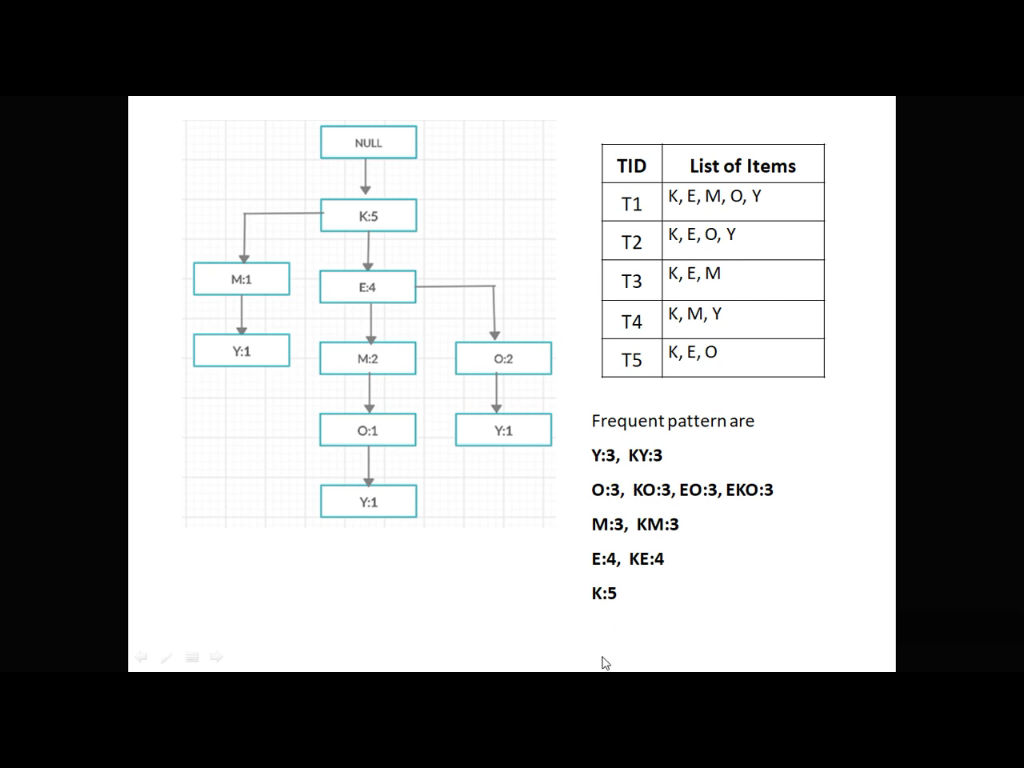 NULL
K:5
M:1
E:4
Y:1
M:2
O:2
O:1
Y:1
Y:1
TID List of Items
T1 K, E, M, O, Y
T2 K, E, O, Y
T3 K, E, M
T4 K, M, Y
T5 K, E, O
Frequent pattern are
Y:3, KY:3
O:3, KO:3, EO:3, EKO:3
M:3, KM:3
E:4, KE:4
K:5